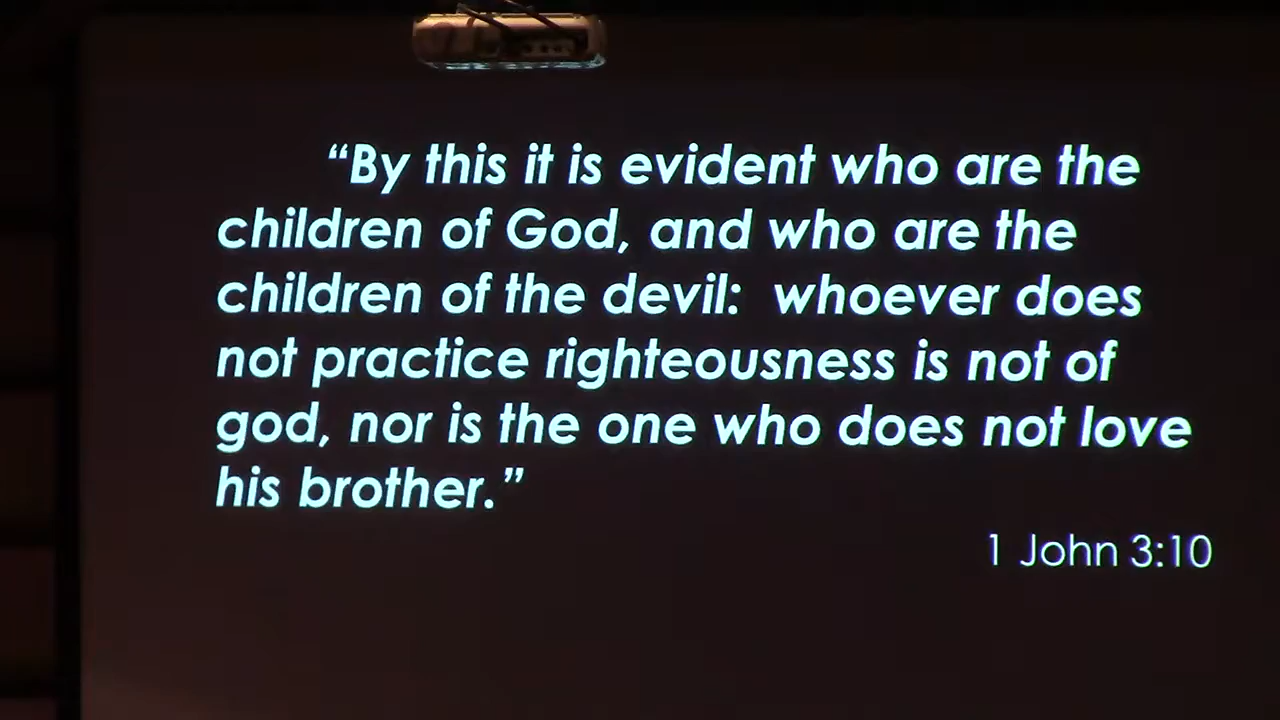 “By this it is evident who are the
children of God, and who are the
children of the devil:  whoever does
not practice righteousness is not of
god, nor is the one who does not love
his brother.”
1 John 3:10